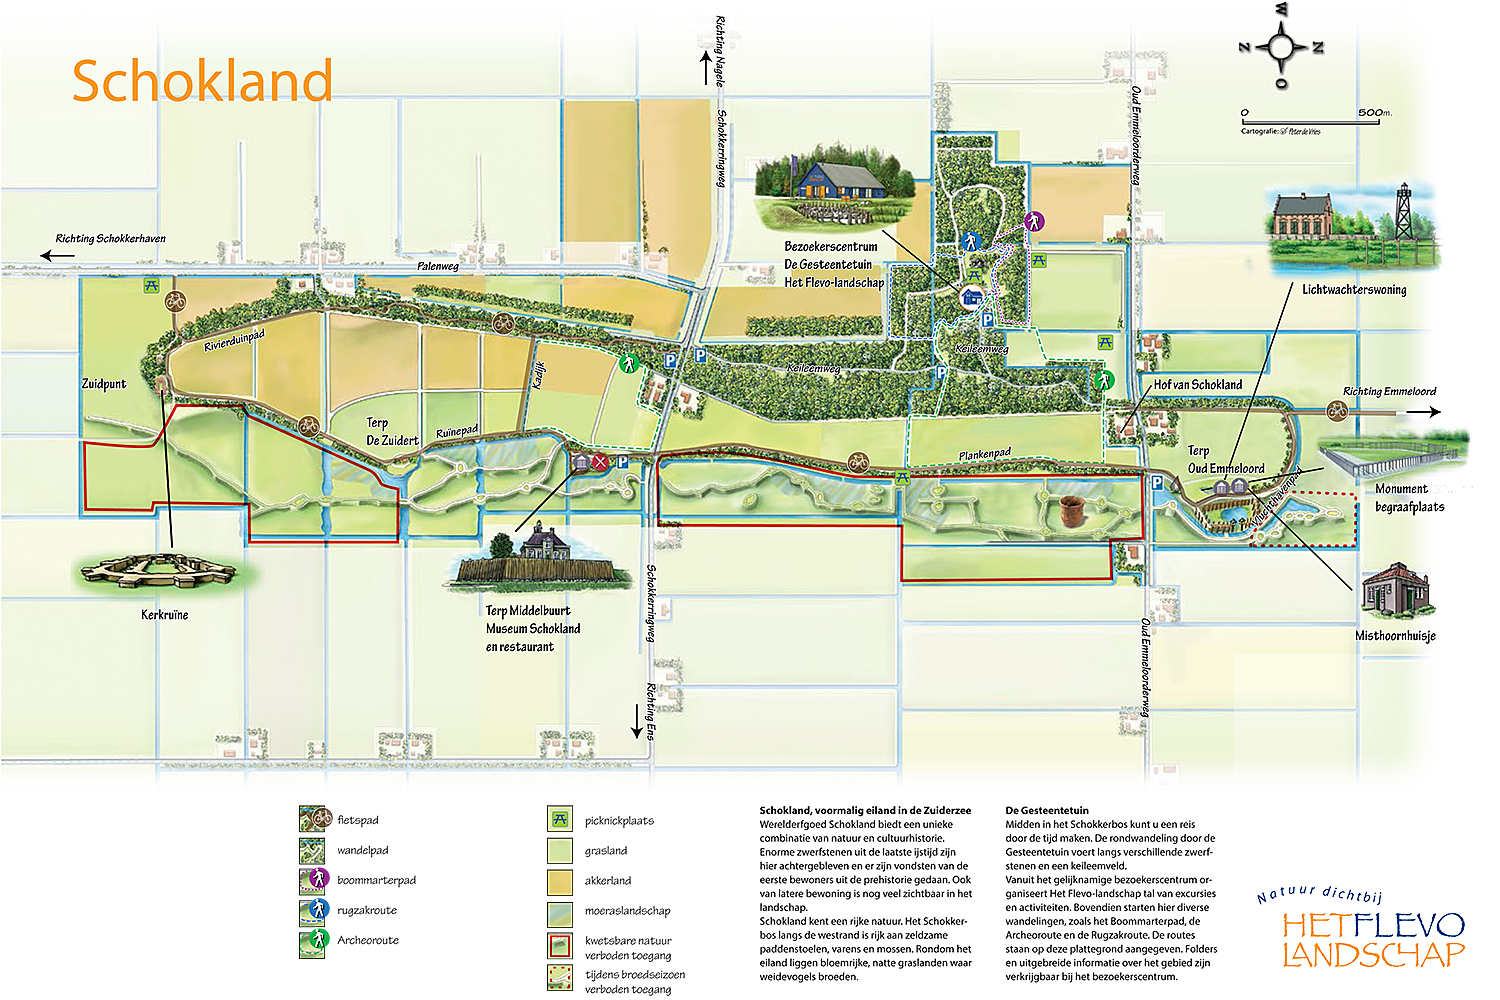 Schokland
Richting Nagele
Schokkerringweg
Oud Emmeloorderweg
W
Z
N
O
0 500m.
Cartografie: Peter de Vries
Richting Schokkerhaven
Palenweg
Bezoekerscentrum
De Gesteentetuin
Het Flevo-landschap
Lichtwachterswoning
Rivierduinpad
Zuidpunt
Kadijk
P
P
P
P
Keileemweg
Keileemweg
Hof van Schokland
Richting Emmeloord
Terp
De Zuidert
Ruïnepad
Plankenpad
Terp
Oud Emmeloord
Vluchthavenpad
P
P
Monument
begraafplaats
Kerkruïne
Terp Middelbuurt
Museum Schokland
en restaurant
Schokkerringweg
Richting Ens
Oud Emmeloorderweg
Misthoornhuisje
fietspad
wandelpad
boommarterpad
rugzakroute
Archeoroute
picknickplaats
grasland
akkerland
moeraslandschap
kwetsbare natuur
verboden toegang
tijdens broedseizoen
verboden toegang
Schokland, voormalig eiland in de Zuiderzee
Werelderfgoed Schokland biedt een unieke
combinatie van natuur en cultuurhistorie.
Enorme zwerfstenen uit de laatste ijstijd zijn
hier achtergebleven en er zijn vondsten van de
eerste bewoners uit de prehistorie gedaan. Ook
van latere bewoning is nog veel zichtbaar in het
landschap.
Schokland kent een rijke natuur. Het Schokker-
bos langs de westrand is rijk aan zeldzame
paddenstoelen, varens en mossen. Rondom het
eiland liggen bloemrijke, natte graslanden waar
weidevogels broeden.
De Gesteentetuin
Midden in het Schokkerbos kunt u een reis
door de tijd maken. De rondwandeling door de
Gesteentetuin voert langs verschillende zwerf-
stenen en een keileemveld.
Vanuit het gelijknamige bezoekerscentrum or-
ganiseert Het Flevo-landschap tal van excursies
en activiteiten. Bovendien starten hier diverse
wandelingen, zoals het Boommarterpad, de
Archeoroute en de Rugzakroute. De routes
staan op deze plattegrond aangegeven. Folders
en uitgebreide informatie over het gebied zijn
verkrijgbaar bij het bezoekerscentrum.
Natuur dichtbij
HET FLEVO
LANDSCHAP